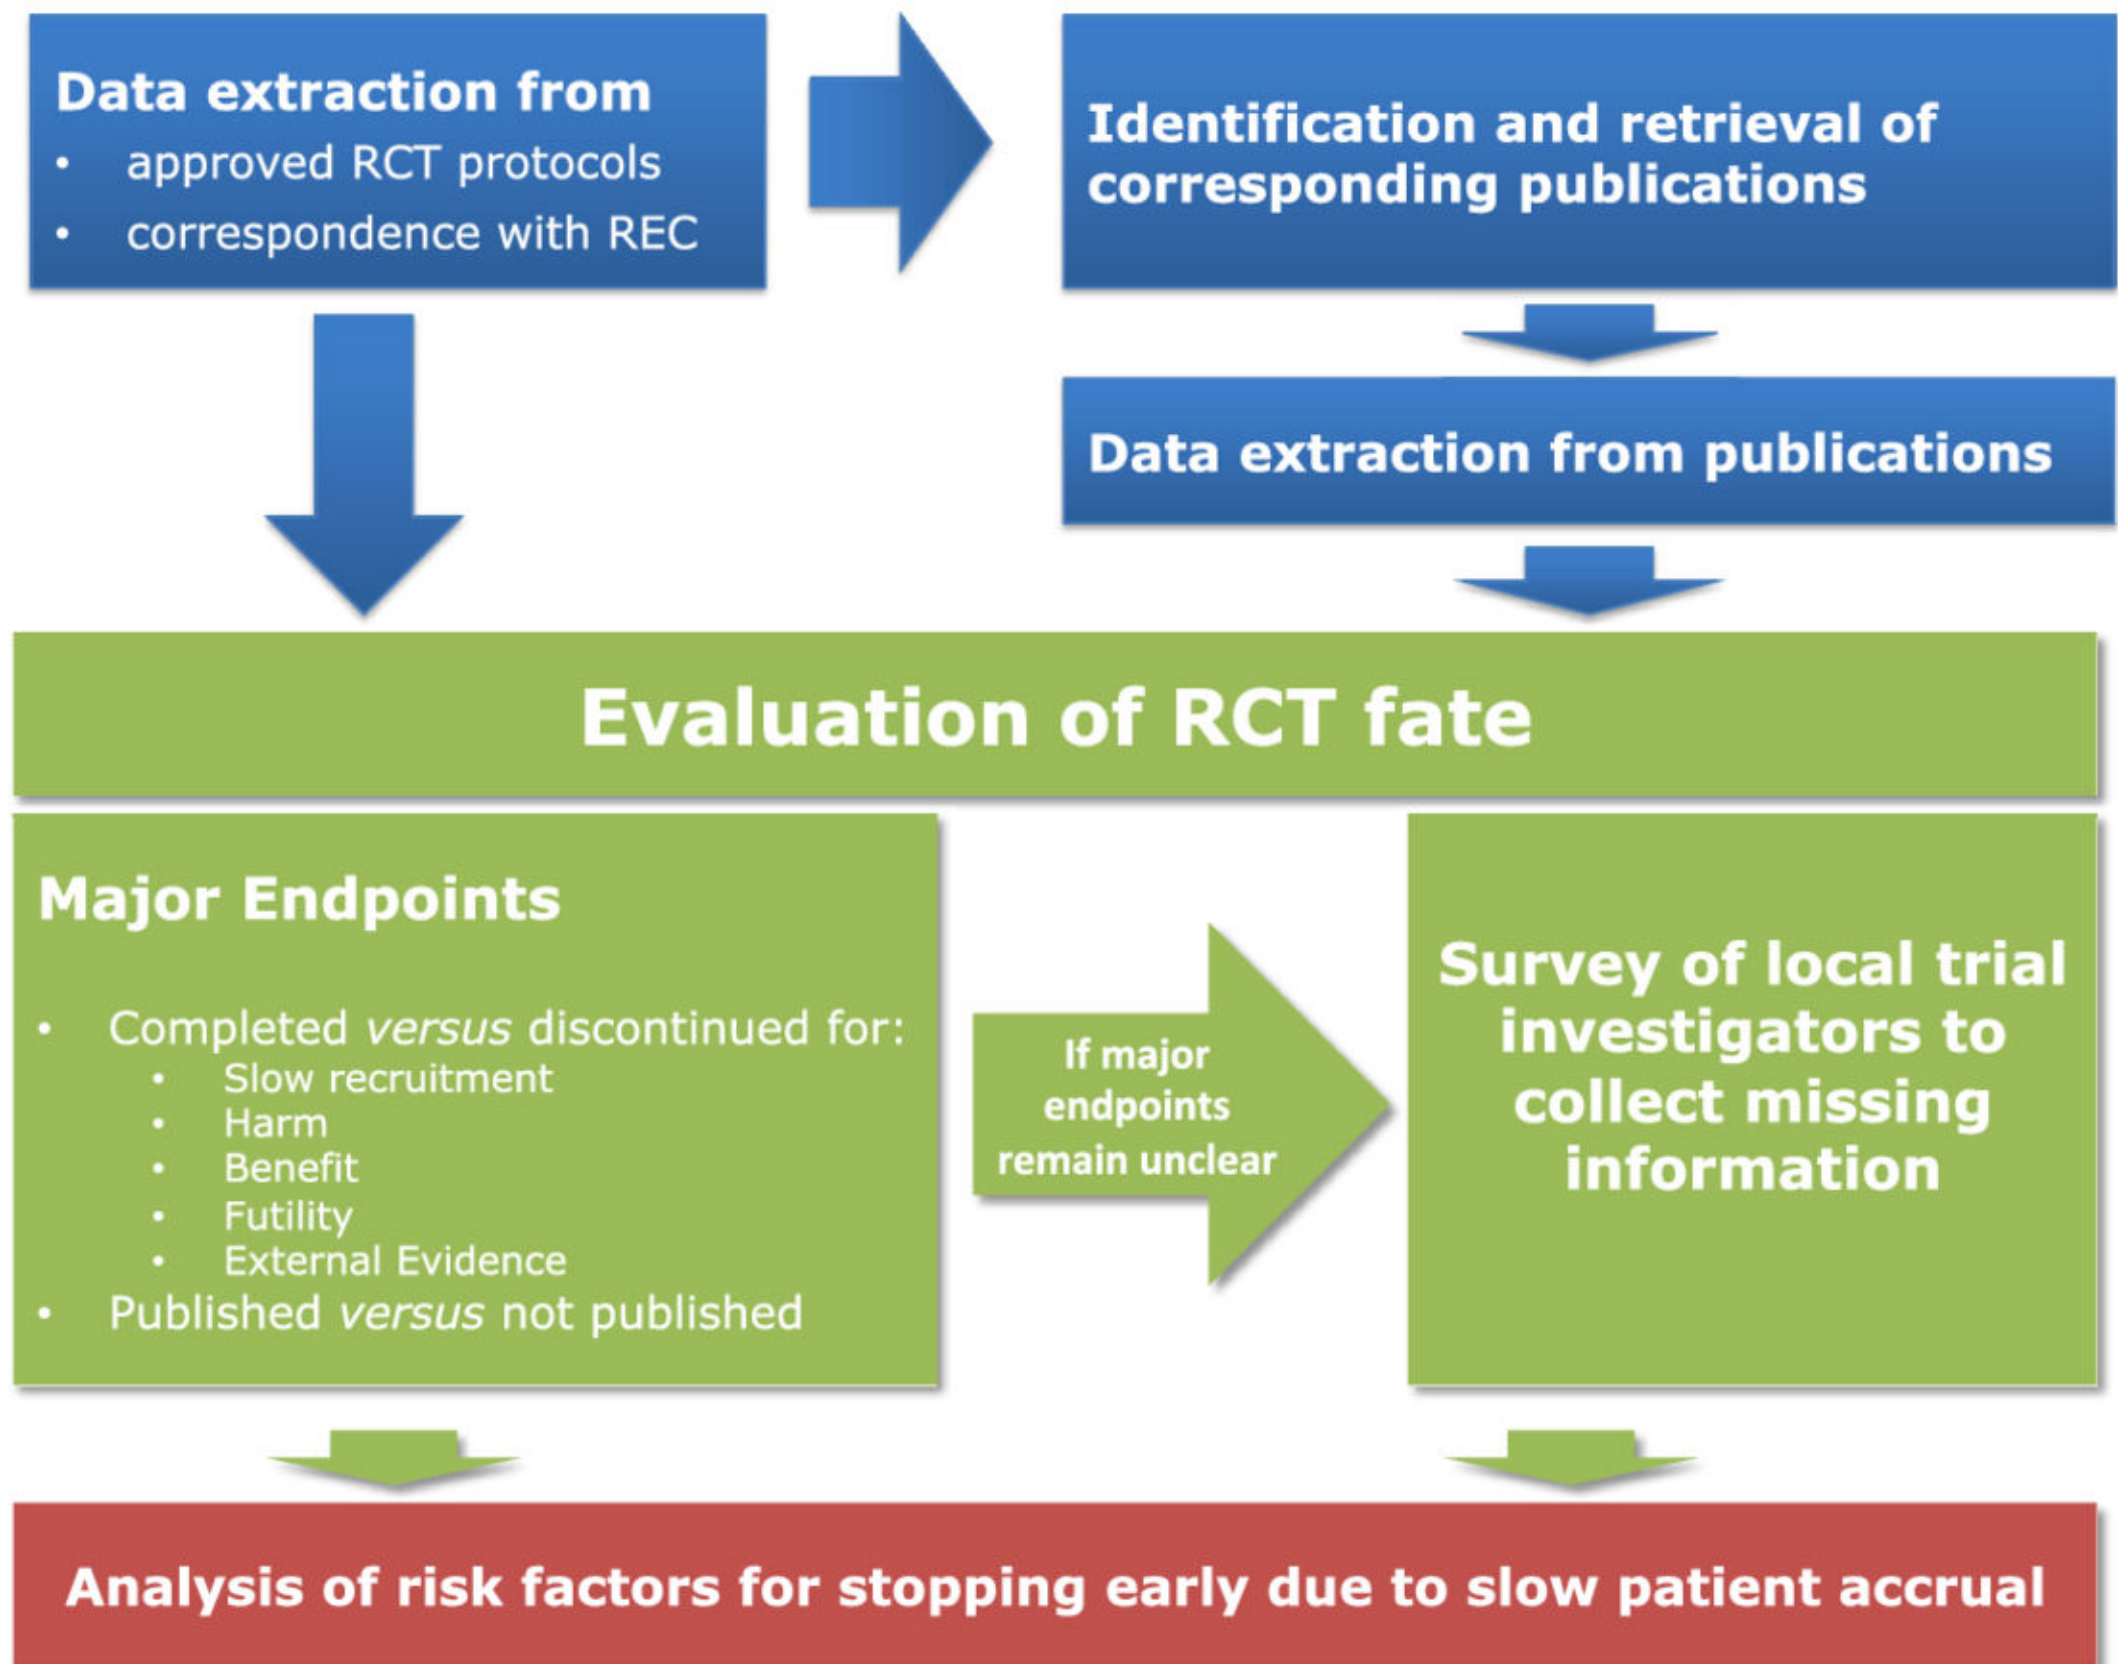 Data extraction from
• approved RCT protocols
• correspondence with REC
Identification and retrieval of
corresponding publications
Data extraction from publications
Evaluation of RCT fate
Major Endpoints
• Completed versus discontinued for:
• Slow recruitment
• Harm
• Benefit
• Futility
• External Evidence
• Published versus not published
If major
endpoints
remain unclear
Survey of local trial
investigators to
collect missing
information
Analysis of risk factors for stopping early due to slow patient accrual